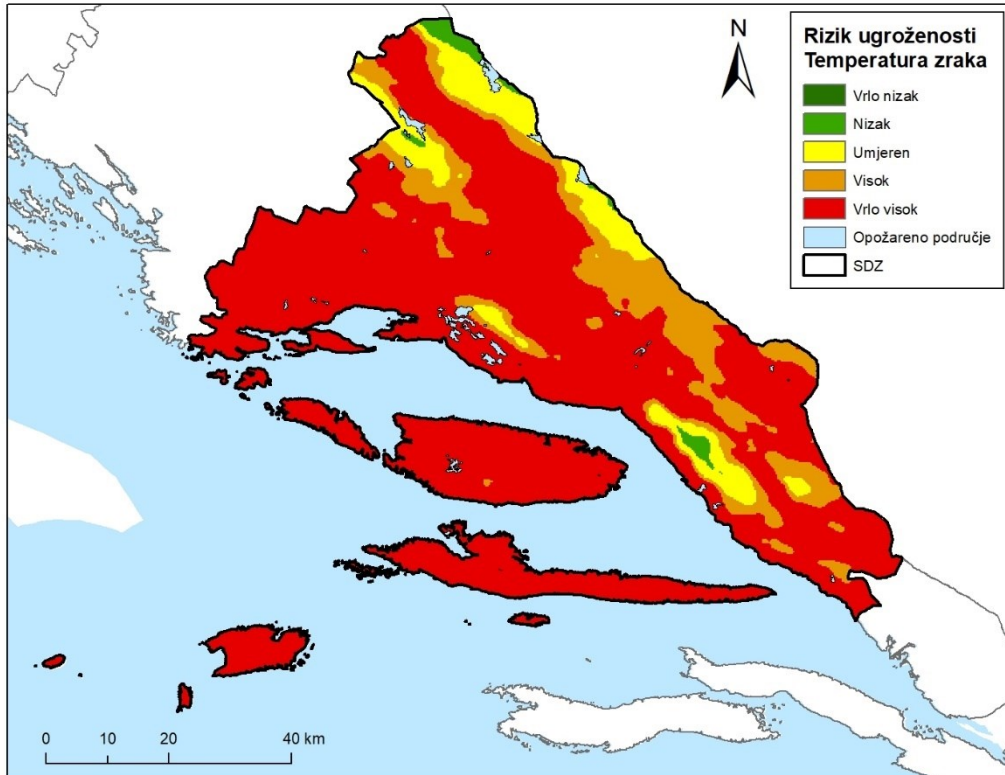 N
Rizik ugroženosti
Temperatura zraka
Vrlo nizak
Nizak
Umjeren
Visok
Vrlo visok
Opožareno područje
SDZ
0 10 20 40 km